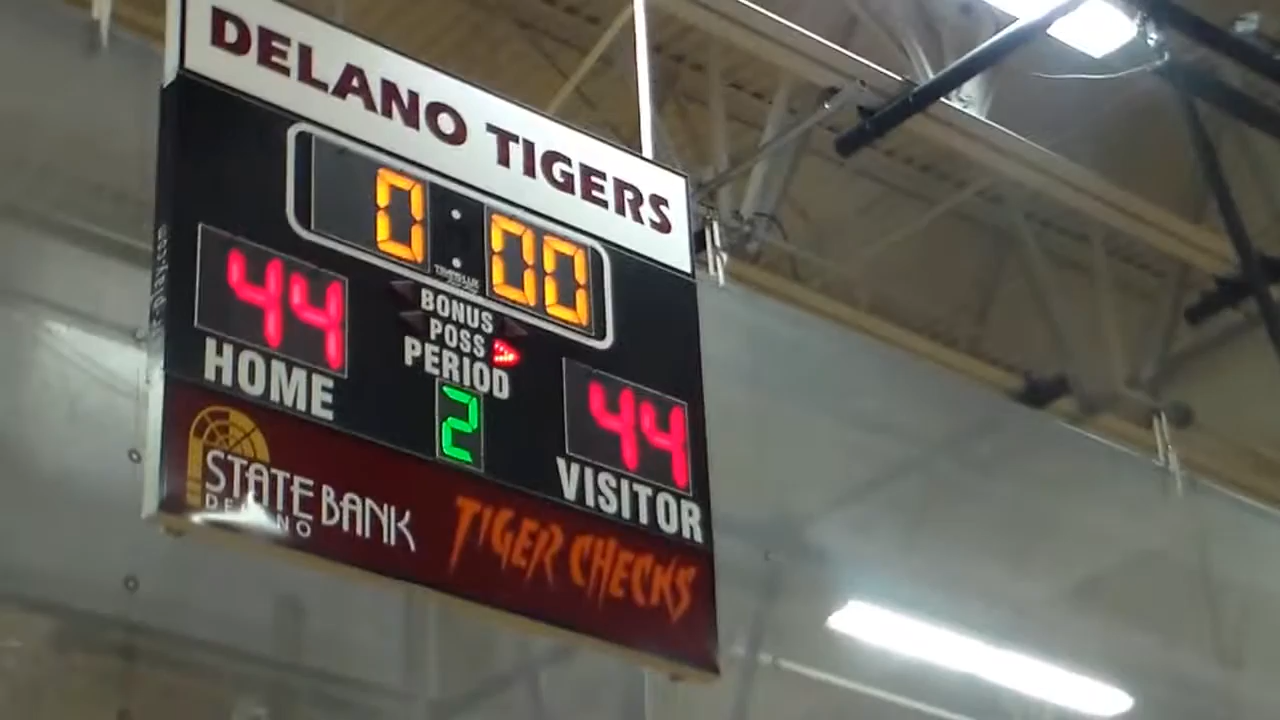 DELANO TIGERS
0:00
44
BONUS
POSS
PERIOD
HOME
2
44
VISITOR
STATE BANK
DELANO
TIGER CHECKS